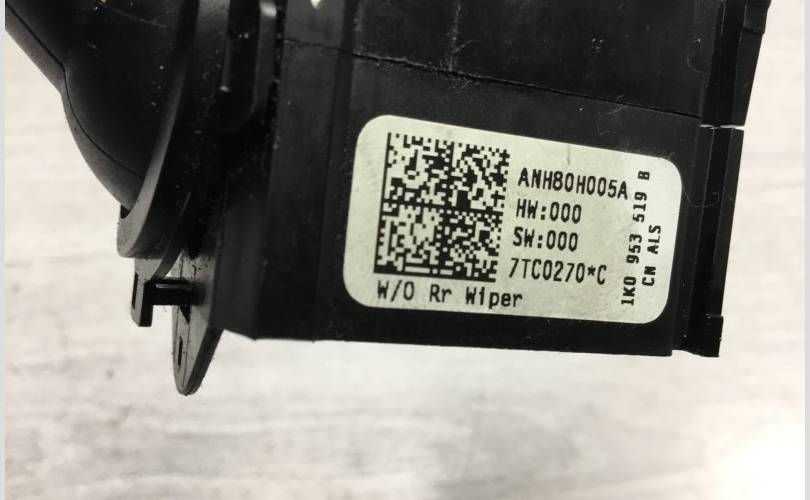 ANH80H005A
HW:000
SW:000
7TC0270*C
W/O Rr Wiper
1K0 953 519 B
CN ALS